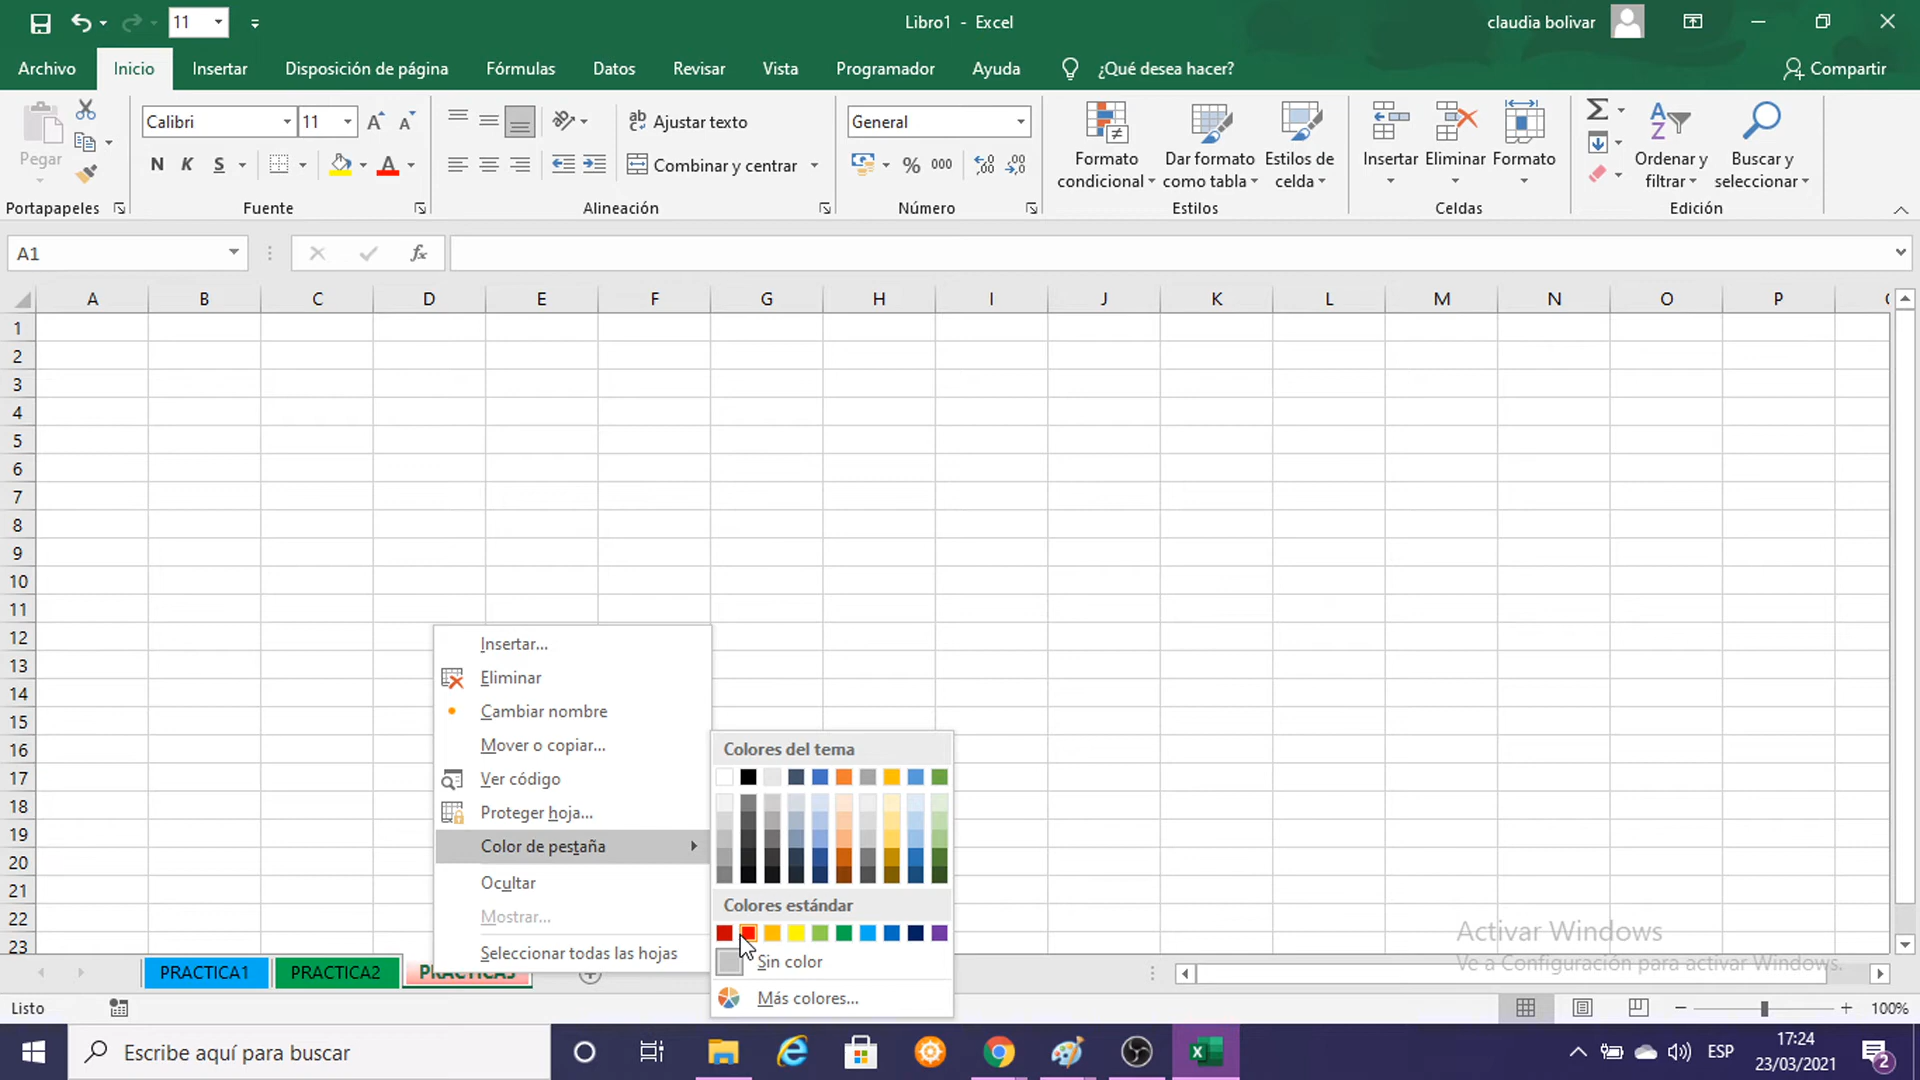 11
Libro1 - Excel
claudia bolivar
Archivo
Inicio
Insertar
Disposición de página
Fórmulas
Datos
Revisar
Vista
Programador
Ayuda
¿Qué desea hacer?
Compartir
Pegar
Portapapeles
Calibri
11
N K S
A
Fuente
ab Ajustar texto
Combinar y centrar
Alineación
General
% 000
Número
Formato condicional
Dar formato como tabla
Estilos de celda
Estilos
Insertar
Eliminar
Formato
Celdas
Ordenar y filtrar
Buscar y seleccionar
Edición
A1
fx
A B C D E F G H I J K L M N O P
1
2
3
4
5
6
7
8
9
10
11
12
13
14
15
16
17
18
19
20
21
22
23
Insertar...
Eliminar
Cambiar nombre
Mover o copiar...
Ver código
Proteger hoja...
Color de pestaña
Ocultar
Mostrar...
Seleccionar todas las hojas
Colores del tema
Colores estándar
Sin color
Más colores...
Activar Windows
Ve a Configuración para activar Windows.
PRACTICA1
PRACTICA2
Listo
100%
Escribe aquí para buscar
ESP
17:24
23/03/2021
2